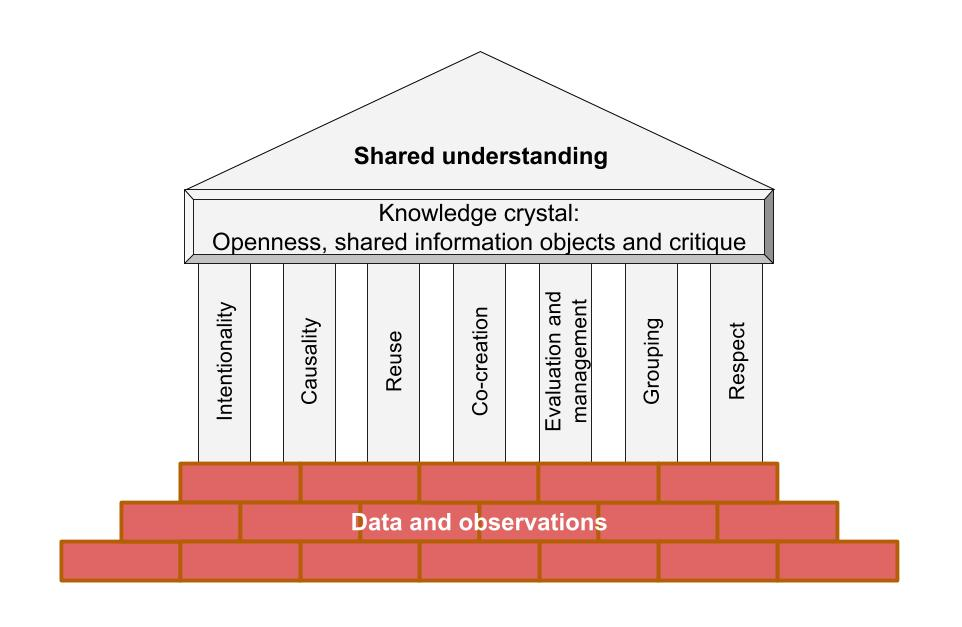 Shared understanding
Knowledge crystal:
Openness, shared information objects and critique
Intentionality
Causality
Reuse
Co-creation
Evaluation and
management
Grouping
Respect
Data and observations